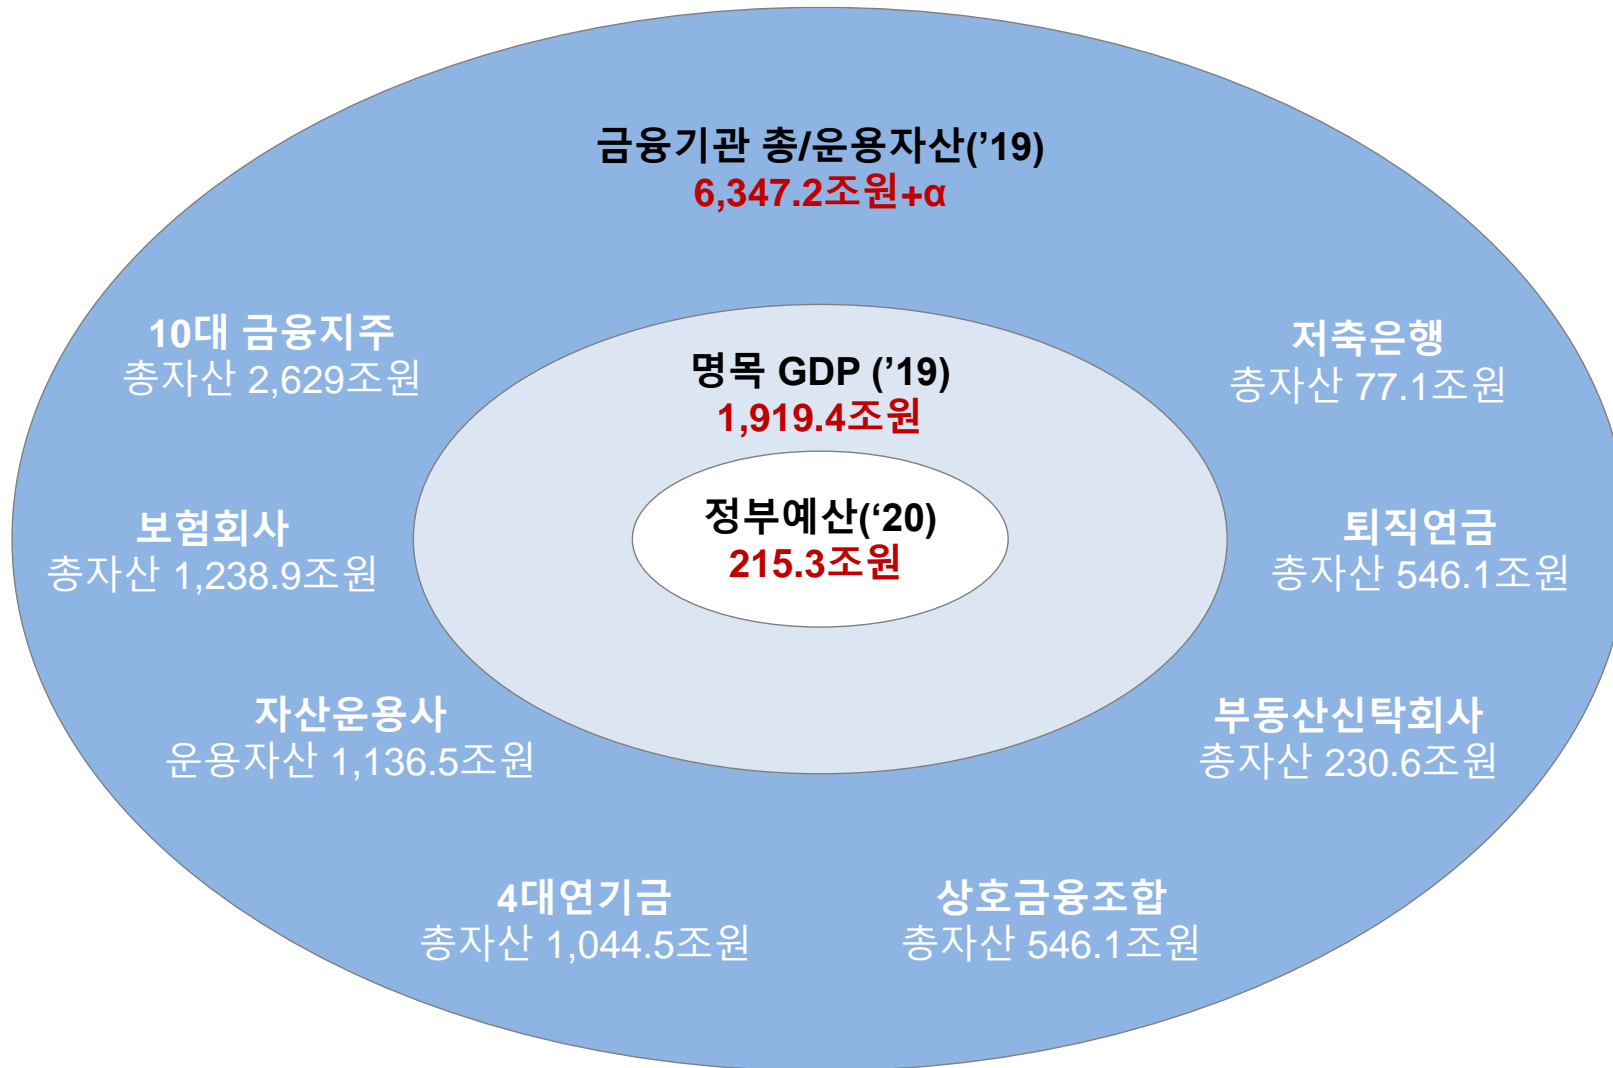 금융기관 총/운용자산(’19)
6,347.2조원+α
10대 금융지주
총자산 2,629조원
명목 GDP (’19)
1,919.4조원
저축은행
총자산 77.1조원
보험회사
총자산 1,238.9조원
정부예산(‘20)
215.3조원
퇴직연금
총자산 546.1조원
자산운용사
운용자산 1,136.5조원
부동산신탁회사
총자산 230.6조원
4대연기금
총자산 1,044.5조원
상호금융조합
총자산 546.1조원